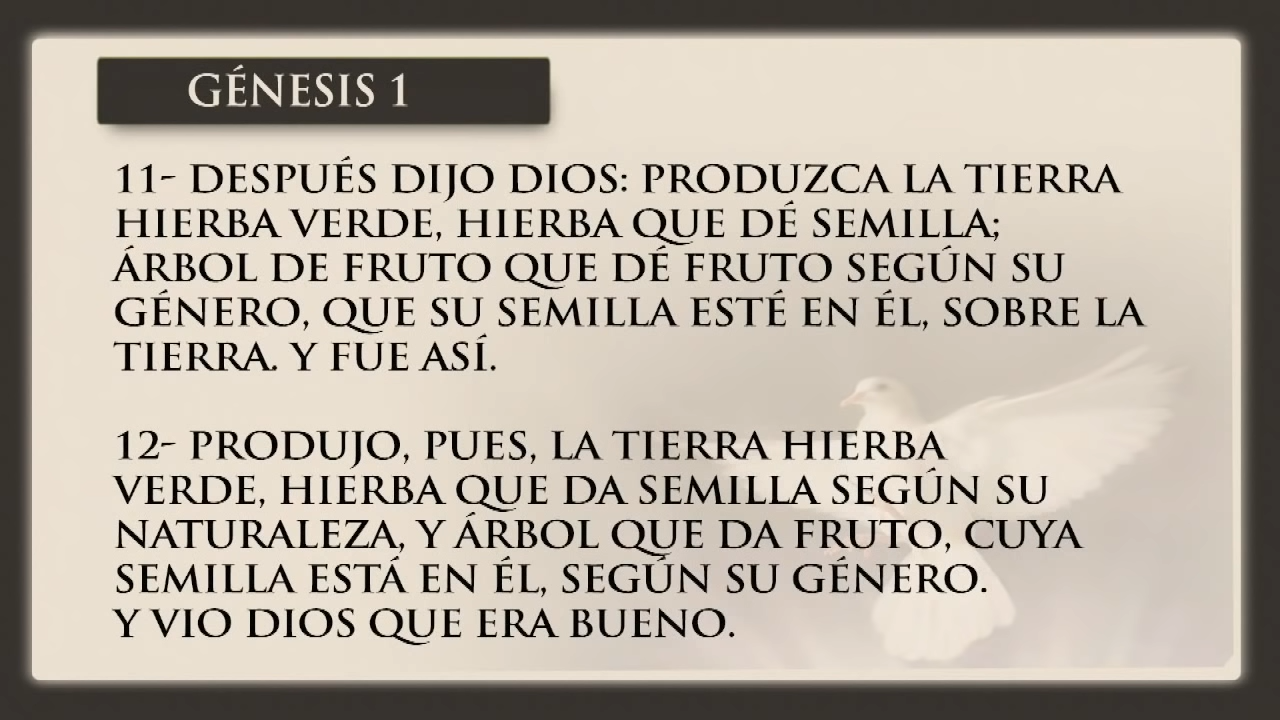 GÉNESIS 1
11- DESPUÉS DIJO DIOS: PRODUZCA LA TIERRA
HIERBA VERDE, HIERBA QUE DÉ SEMILLA;
ÁRBOL DE FRUTO QUE DÉ FRUTO SEGÚN SU
GÉNERO, QUE SU SEMILLA ESTÉ EN ÉL, SOBRE LA
TIERRA. Y FUE ASÍ.
12- PRODUJO, PUES, LA TIERRA HIERBA
VERDE, HIERBA QUE DA SEMILLA SEGÚN SU
NATURALEZA, Y ÁRBOL QUE DA FRUTO, CUYA
SEMILLA ESTÁ EN ÉL, SEGÚN SU GÉNERO.
Y VIO DIOS QUE ERA BUENO.